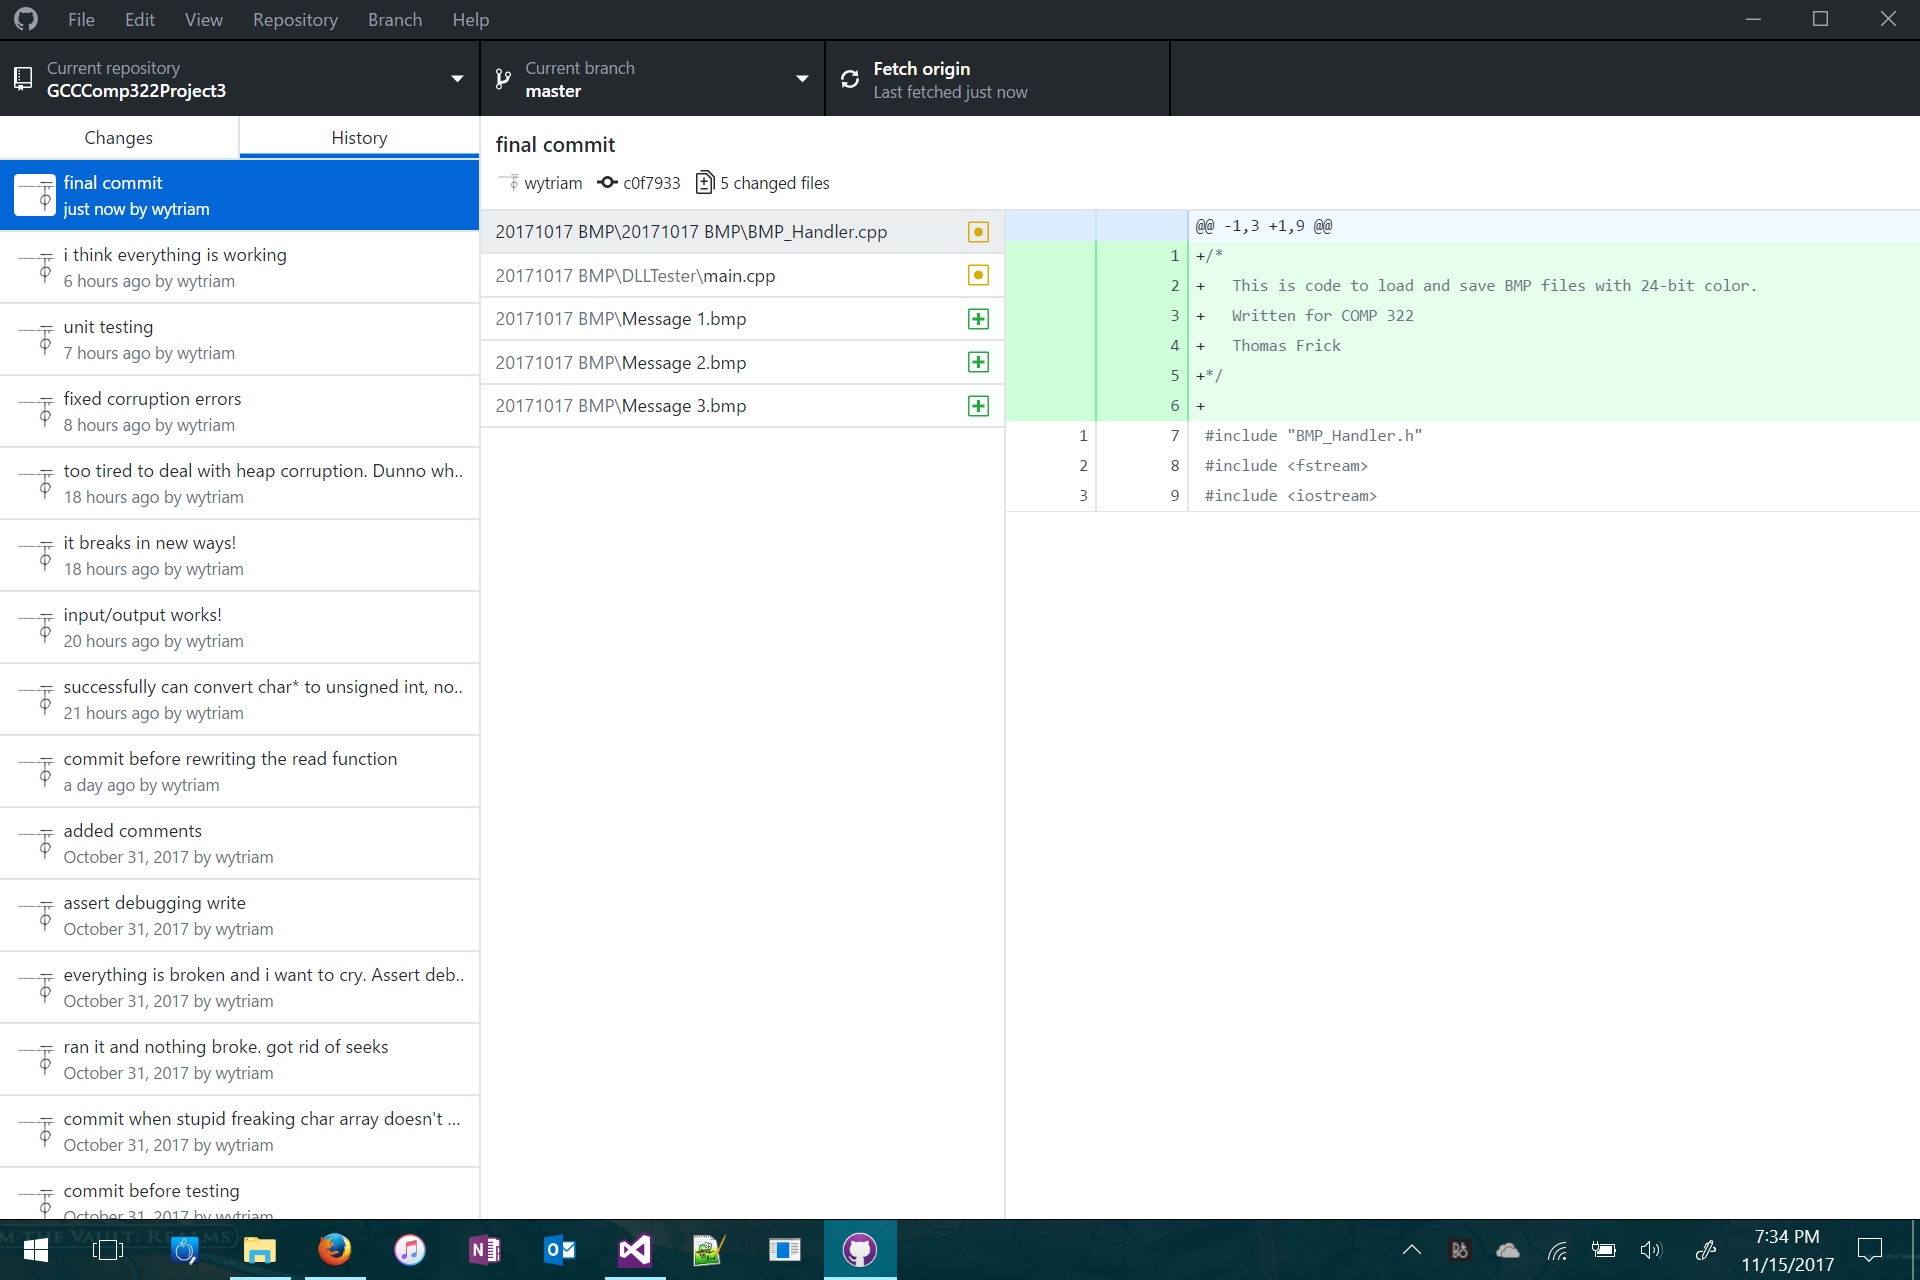 File Edit View Repository Branch Help
Current repository
GCCComp322Project3
Current branch
master
Fetch origin
Last fetched just now
Changes
History
final commit
just now by wytriam
i think everything is working
6 hours ago by wytriam
unit testing
7 hours ago by wytriam
fixed corruption errors
8 hours ago by wytriam
too tired to deal with heap corruption. Dunno wh..
18 hours ago by wytriam
it breaks in new ways!
18 hours ago by wytriam
input/output works!
20 hours ago by wytriam
successfully can convert char* to unsigned int, no..
21 hours ago by wytriam
commit before rewriting the read function
a day ago by wytriam
added comments
October 31, 2017 by wytriam
assert debugging write
October 31, 2017 by wytriam
everything is broken and i want to cry. Assert deb..
October 31, 2017 by wytriam
ran it and nothing broke. got rid of seeks
October 31, 2017 by wytriam
commit when stupid freaking char array doesn't ...
October 31, 2017 by wytriam
commit before testing
October 31, 2017 by wytriam
final commit
wytriam c0f7933 5 changed files
20171017 BMP\20171017 BMP\BMP_Handler.cpp
20171017 BMP\DLLTester\main.cpp
20171017 BMP\Message 1.bmp
20171017 BMP\Message 2.bmp
20171017 BMP\Message 3.bmp
@@ -1,3 +1,9 @@
1 +/*
2 + This is code to load and save BMP files with 24-bit color.
3 + Written for COMP 322
4 + Thomas Frick
5 +*/
6 +
1 7 #include "BMP_Handler.h"
2 8 #include <fstream>
3 9 #include <iostream>
M THE VAULT: REALMS
7:34 PM
11/15/2017